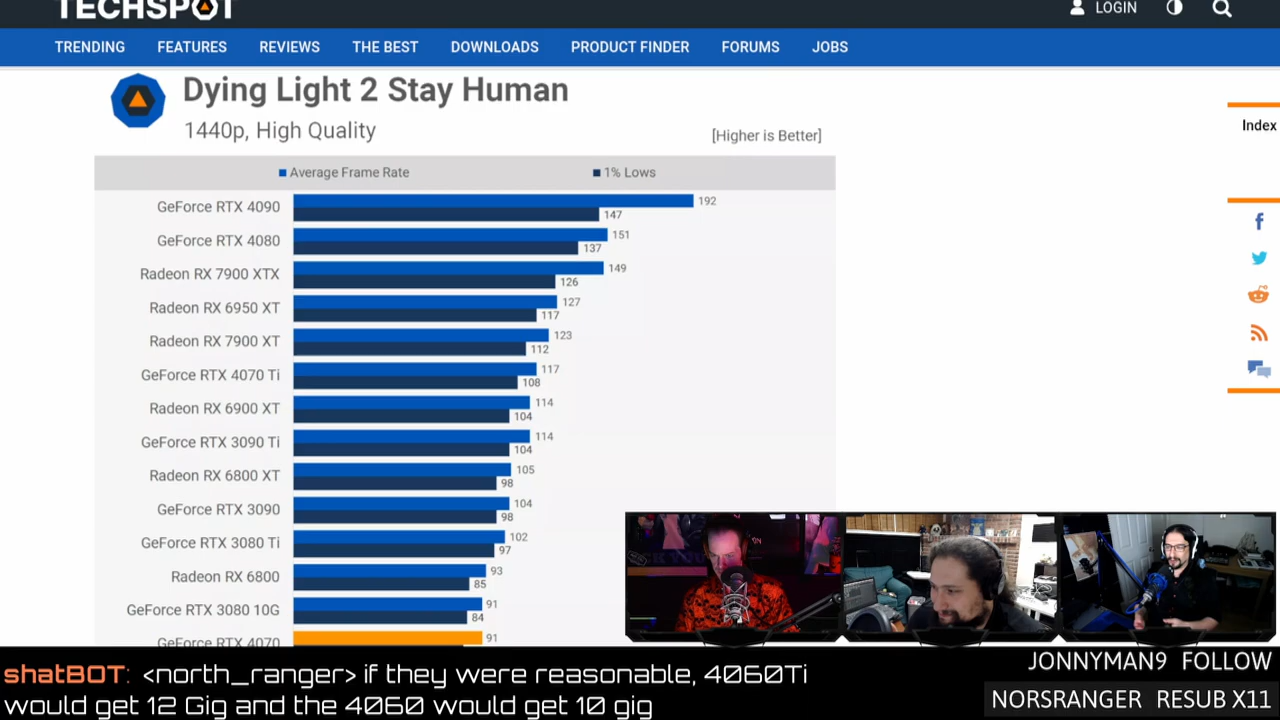 TECHSPOT
LOGIN
TRENDING FEATURES REVIEWS THE BEST DOWNLOADS PRODUCT FINDER FORUMS JOBS
Dying Light 2 Stay Human
1440p, High Quality
[Higher is Better]
Index
Average Frame Rate 1% Lows
GeForce RTX 4090 192
147
GeForce RTX 4080 151
137
Radeon RX 7900 XTX 149
126
Radeon RX 6950 XT 127
117
Radeon RX 7900 XT 123
112
GeForce RTX 4070 Ti 117
108
Radeon RX 6900 XT 114
104
GeForce RTX 3090 Ti 114
104
Radeon RX 6800 XT 105
98
GeForce RTX 3090 104
98
GeForce RTX 3080 Ti 102
97
Radeon RX 6800 93
85
GeForce RTX 3080 10G 91
84
GeForce RTX 4070 91
shatBOT: <north_ranger> if they were reasonable, 4060Ti
would get 12 Gig and the 4060 would get 10 gig
JONNYMAN9 FOLLOW
NORSRANGER RESUB X11